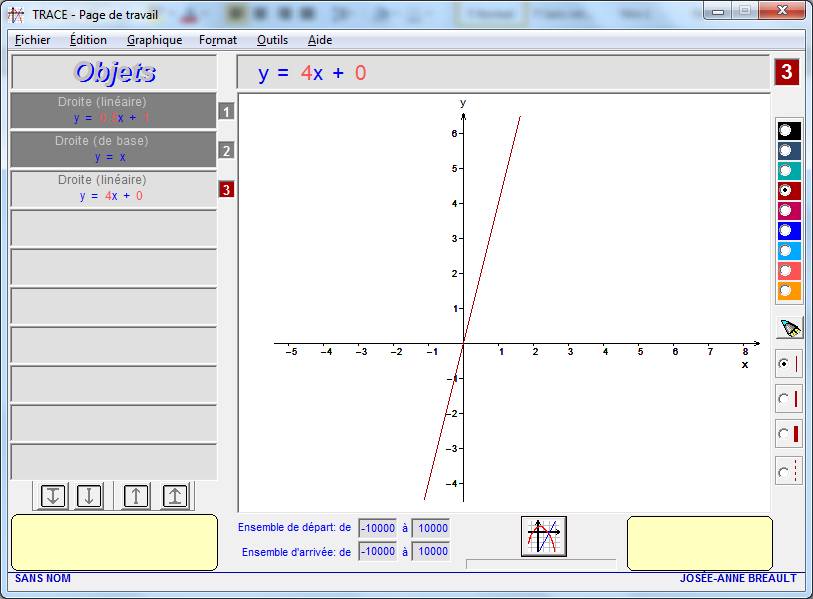 TRACE - Page de travail
Fichier Édition Graphique Format Outils Aide
Objets
y = 4x + 0
3
Droite (linéaire)
y = 0,5x + 1
1
Droite (de base)
y = x
2
Droite (linéaire)
y = 4x + 0
3
y
6
5
4
3
2
1
-5 -4 -3 -2 -1 1 2 3 4 5 6 7 8
x
-1
-2
-3
-4
Ensemble de départ: de -10000 à 10000
Ensemble d'arrivée: de -10000 à 10000
SANS NOM
JOSÉE-ANNE BREAULT